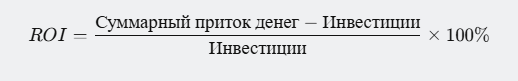 ROI = (Суммарный приток денег − Инвестиции) / Инвестиции × 100%